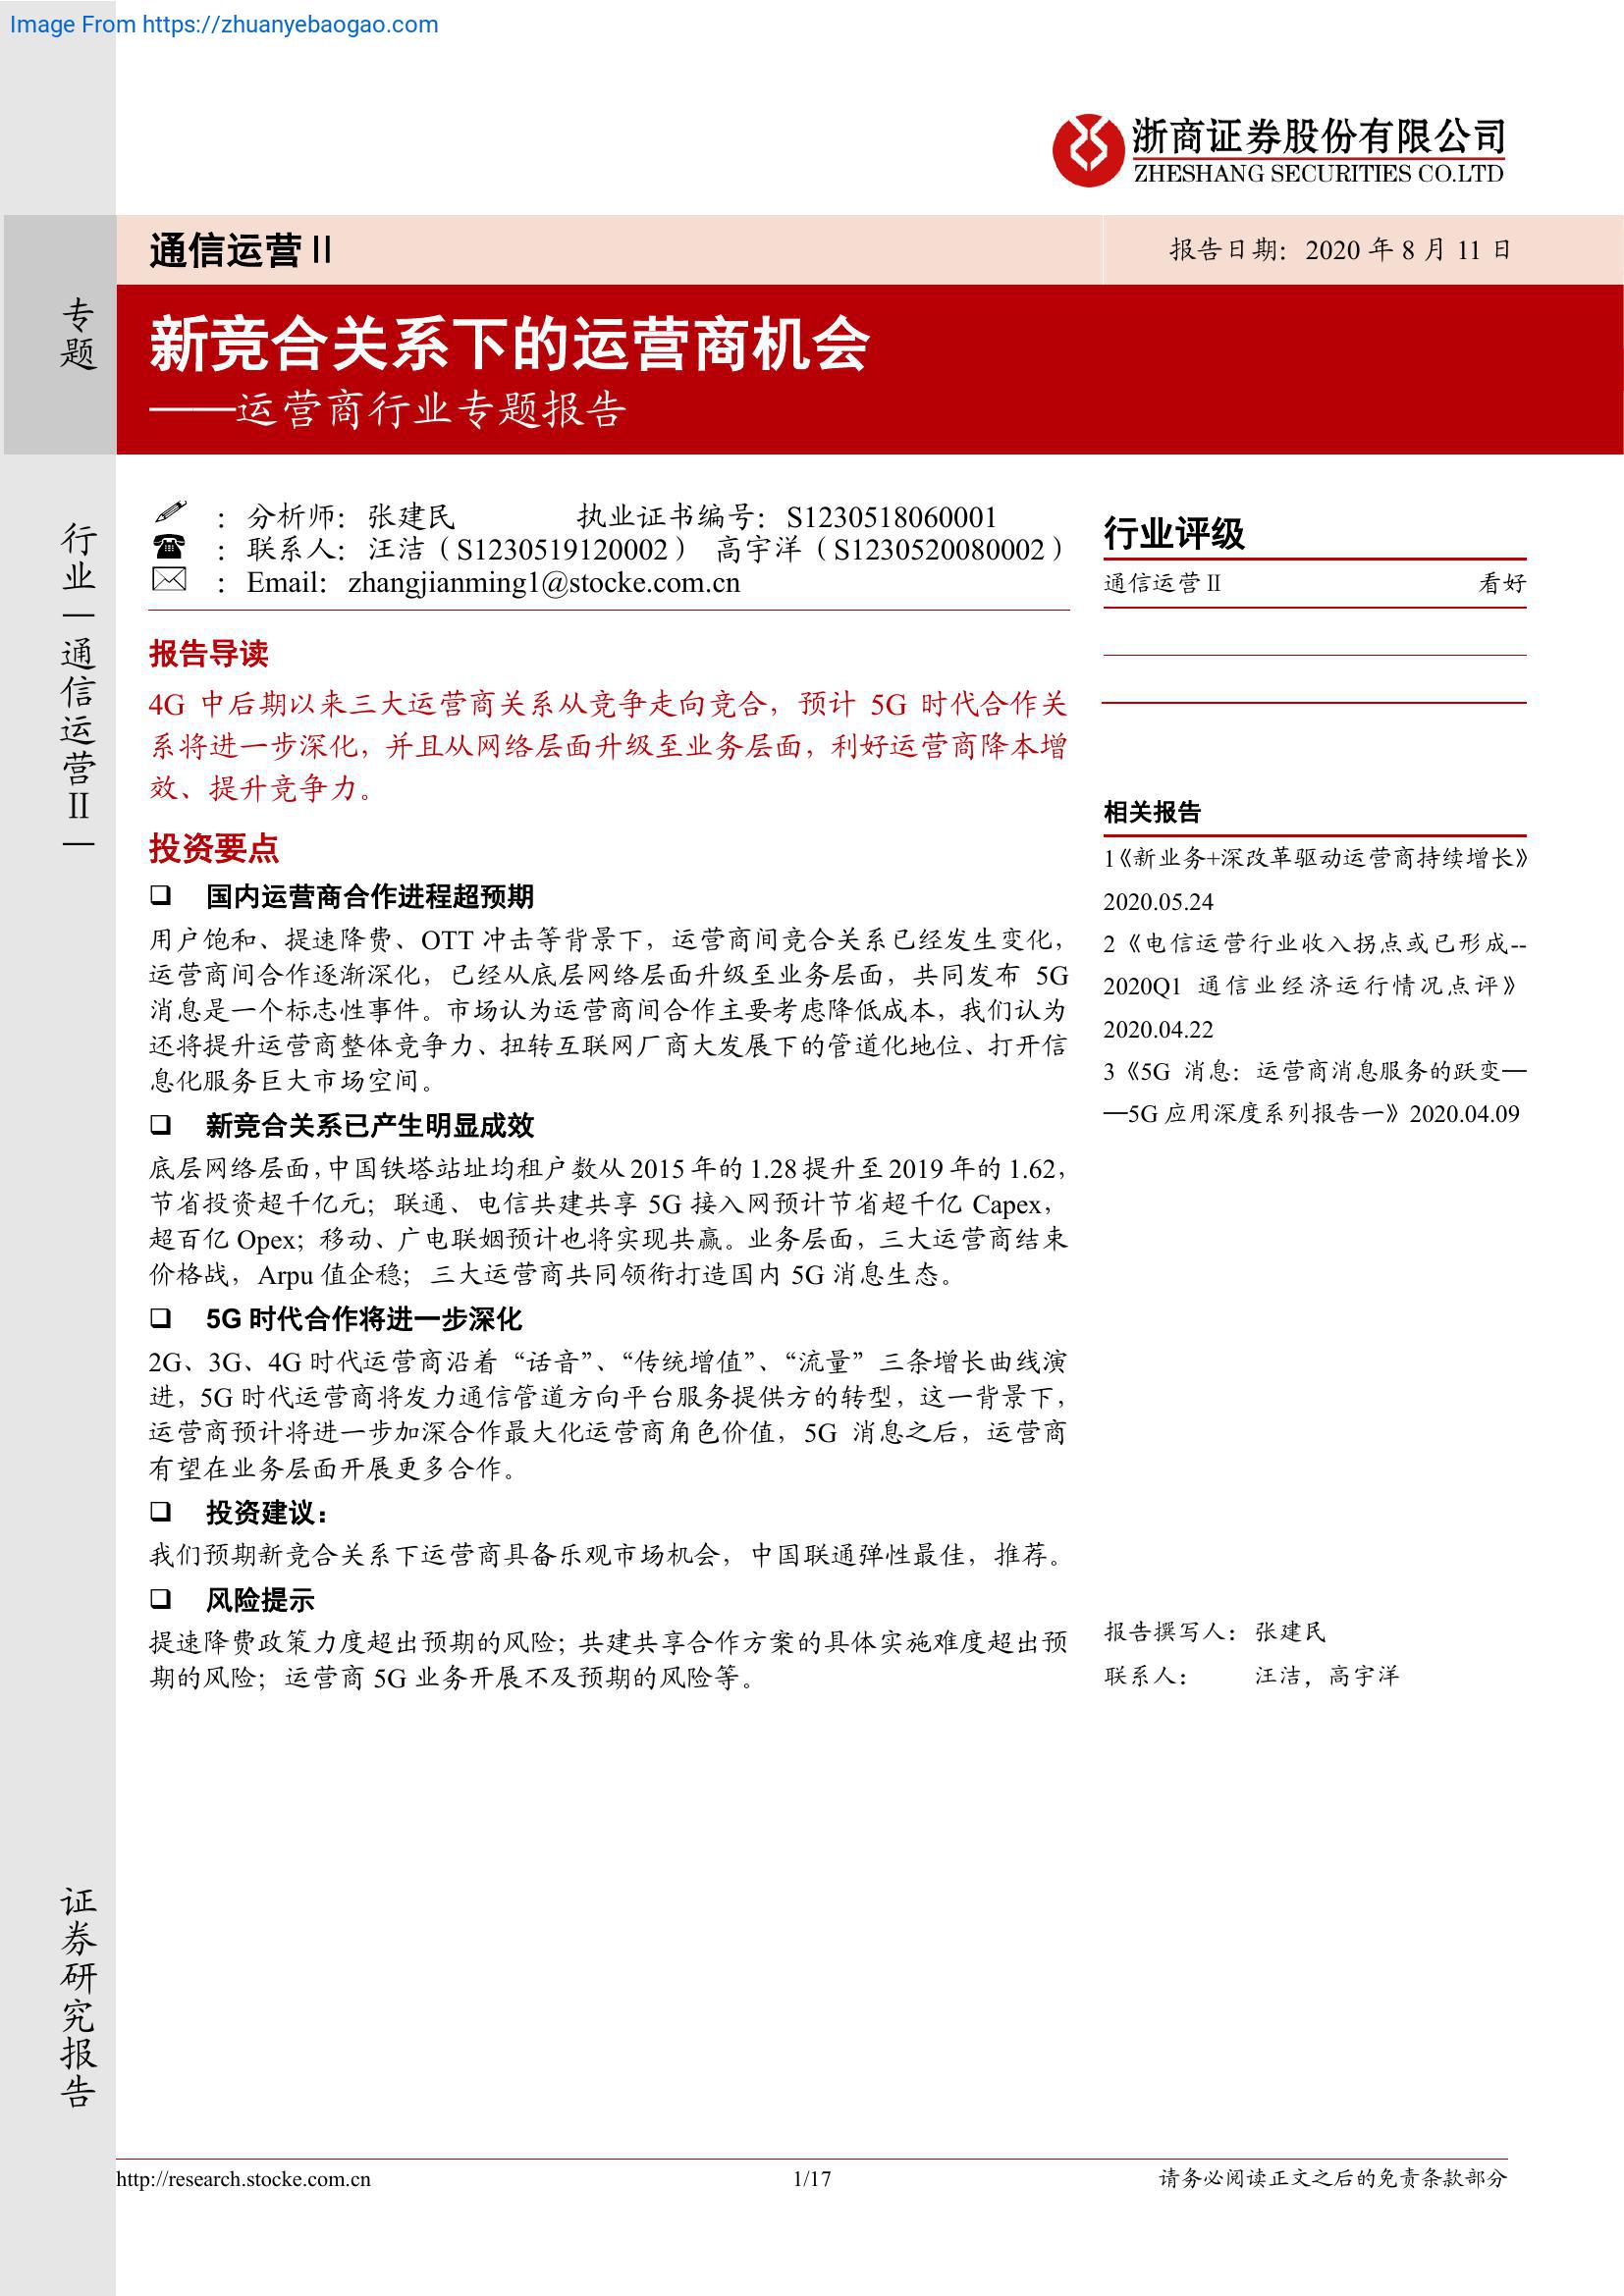 Image From https://zhuanyebaogao.com
浙商证券股份有限公司
ZHESHANG SECURITIES CO.LTD
专题
通信运营Ⅱ
报告日期：2020 年 8 月 11 日
新竞合关系下的运营商机会
——运营商行业专题报告
行业—通信运营Ⅱ—
：分析师：张建民 执业证书编号：S1230518060001
：联系人：汪洁（S1230519120002） 高宇洋（S1230520080002）
：Email：zhangjianming1@stocke.com.cn
报告导读
4G 中后期以来三大运营商关系从竞争走向竞合，预计 5G 时代合作关
系将进一步深化，并且从网络层面升级至业务层面，利好运营商降本增
效、提升竞争力。
投资要点
❑ 国内运营商合作进程超预期
用户饱和、提速降费、OTT 冲击等背景下，运营商间竞合关系已经发生变化，
运营商间合作逐渐深化，已经从底层网络层面升级至业务层面，共同发布 5G
消息是一个标志性事件。市场认为运营商间合作主要考虑降低成本，我们认为
还将提升运营商整体竞争力、扭转互联网厂商大发展下的管道化地位、打开信
息化服务巨大市场空间。
❑ 新竞合关系已产生明显成效
底层网络层面，中国铁塔站址均租户数从 2015 年的 1.28 提升至 2019 年的 1.62，
节省投资超千亿元；联通、电信共建共享 5G 接入网预计节省超千亿 Capex，
超百亿 Opex；移动、广电联姻预计也将实现共赢。业务层面，三大运营商结束
价格战，Arpu 值企稳；三大运营商共同领衔打造国内 5G 消息生态。
❑ 5G 时代合作将进一步深化
2G、3G、4G 时代运营商沿着“话音”、“传统增值”、“流量”三条增长曲线演
进，5G 时代运营商将发力通信管道方向平台服务提供方的转型，这一背景下，
运营商预计将进一步加深合作最大化运营商角色价值，5G 消息之后，运营商
有望在业务层面开展更多合作。
❑ 投资建议：
我们预期新竞合关系下运营商具备乐观市场机会，中国联通弹性最佳，推荐。
❑ 风险提示
提速降费政策力度超出预期的风险；共建共享合作方案的具体实施难度超出预
期的风险；运营商 5G 业务开展不及预期的风险等。
行业评级
通信运营Ⅱ 看好
相关报告
1《新业务+深改革驱动运营商持续增长》
2020.05.24
2《电信运营行业收入拐点或已形成--
2020Q1 通信业经济运行情况点评》
2020.04.22
3《5G 消息：运营商消息服务的跃变—
—5G 应用深度系列报告一》2020.04.09
报告撰写人：张建民
联系人： 汪洁，高宇洋
证券研究报告
http://research.stocke.com.cn
1/17
请务必阅读正文之后的免责条款部分